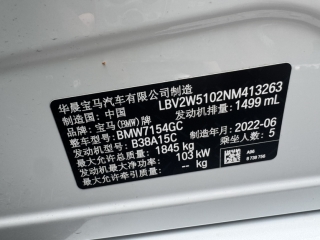 华晨宝马汽车有限公司制造
制造国：中国 LBV2W5102NM413263
品牌：宝马(BMW)牌 发动机排量：1499 mL
整车型号：BMW7154GC
发动机型号：B38A15C 制造年月：2022-06
最大允许总质量：1845 kg 乘坐人数：5
发动机最大净功率：103 kW
最大允许牵引质量：-- kg